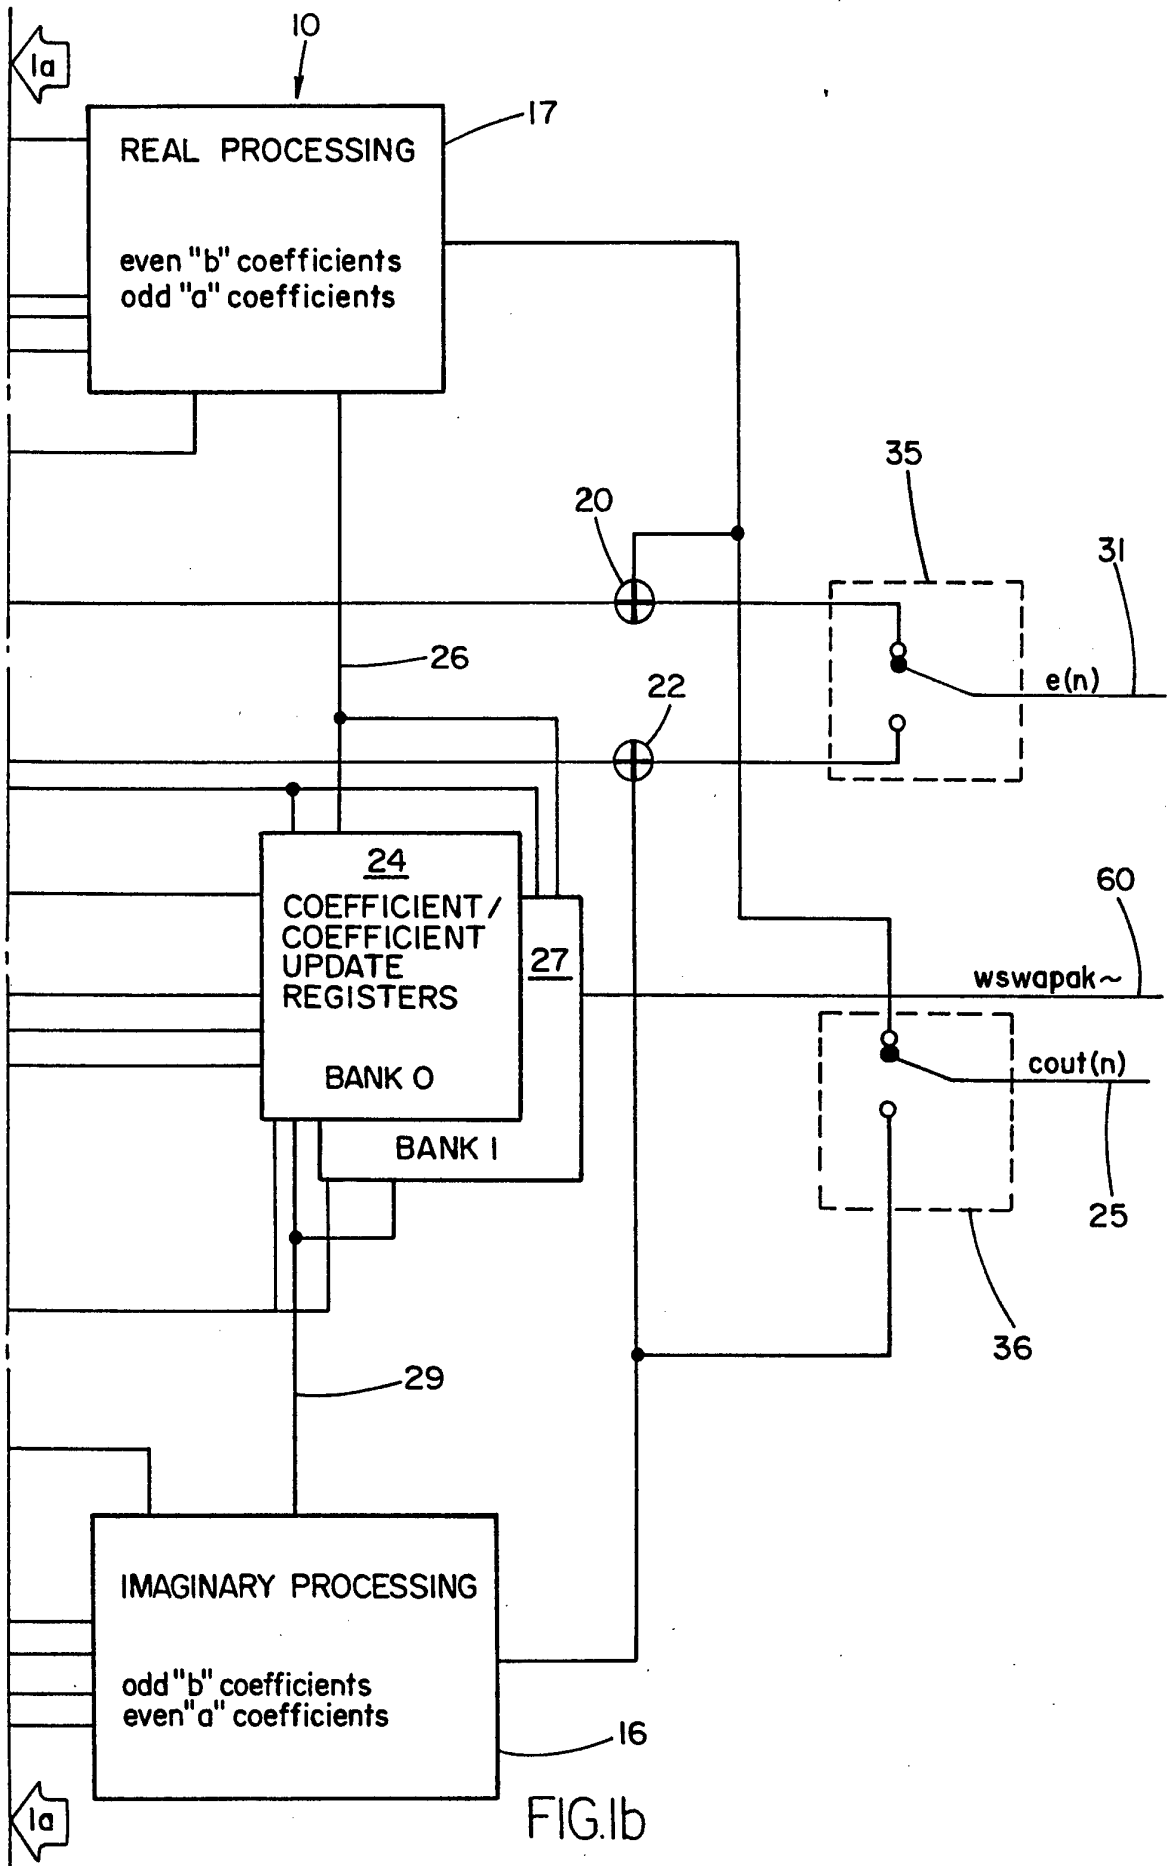 10
1a
17
REAL PROCESSING
even "b" coefficients
odd "a" coefficients
35
20
31
26
e(n)
22
24
COEFFICIENT/
COEFFICIENT
UPDATE
REGISTERS
BANK 0
27
60
wswapak~
cout(n)
BANK 1
25
36
29
IMAGINARY PROCESSING
odd "b" coefficients
even "a" coefficients
16
1a
FIG.1b